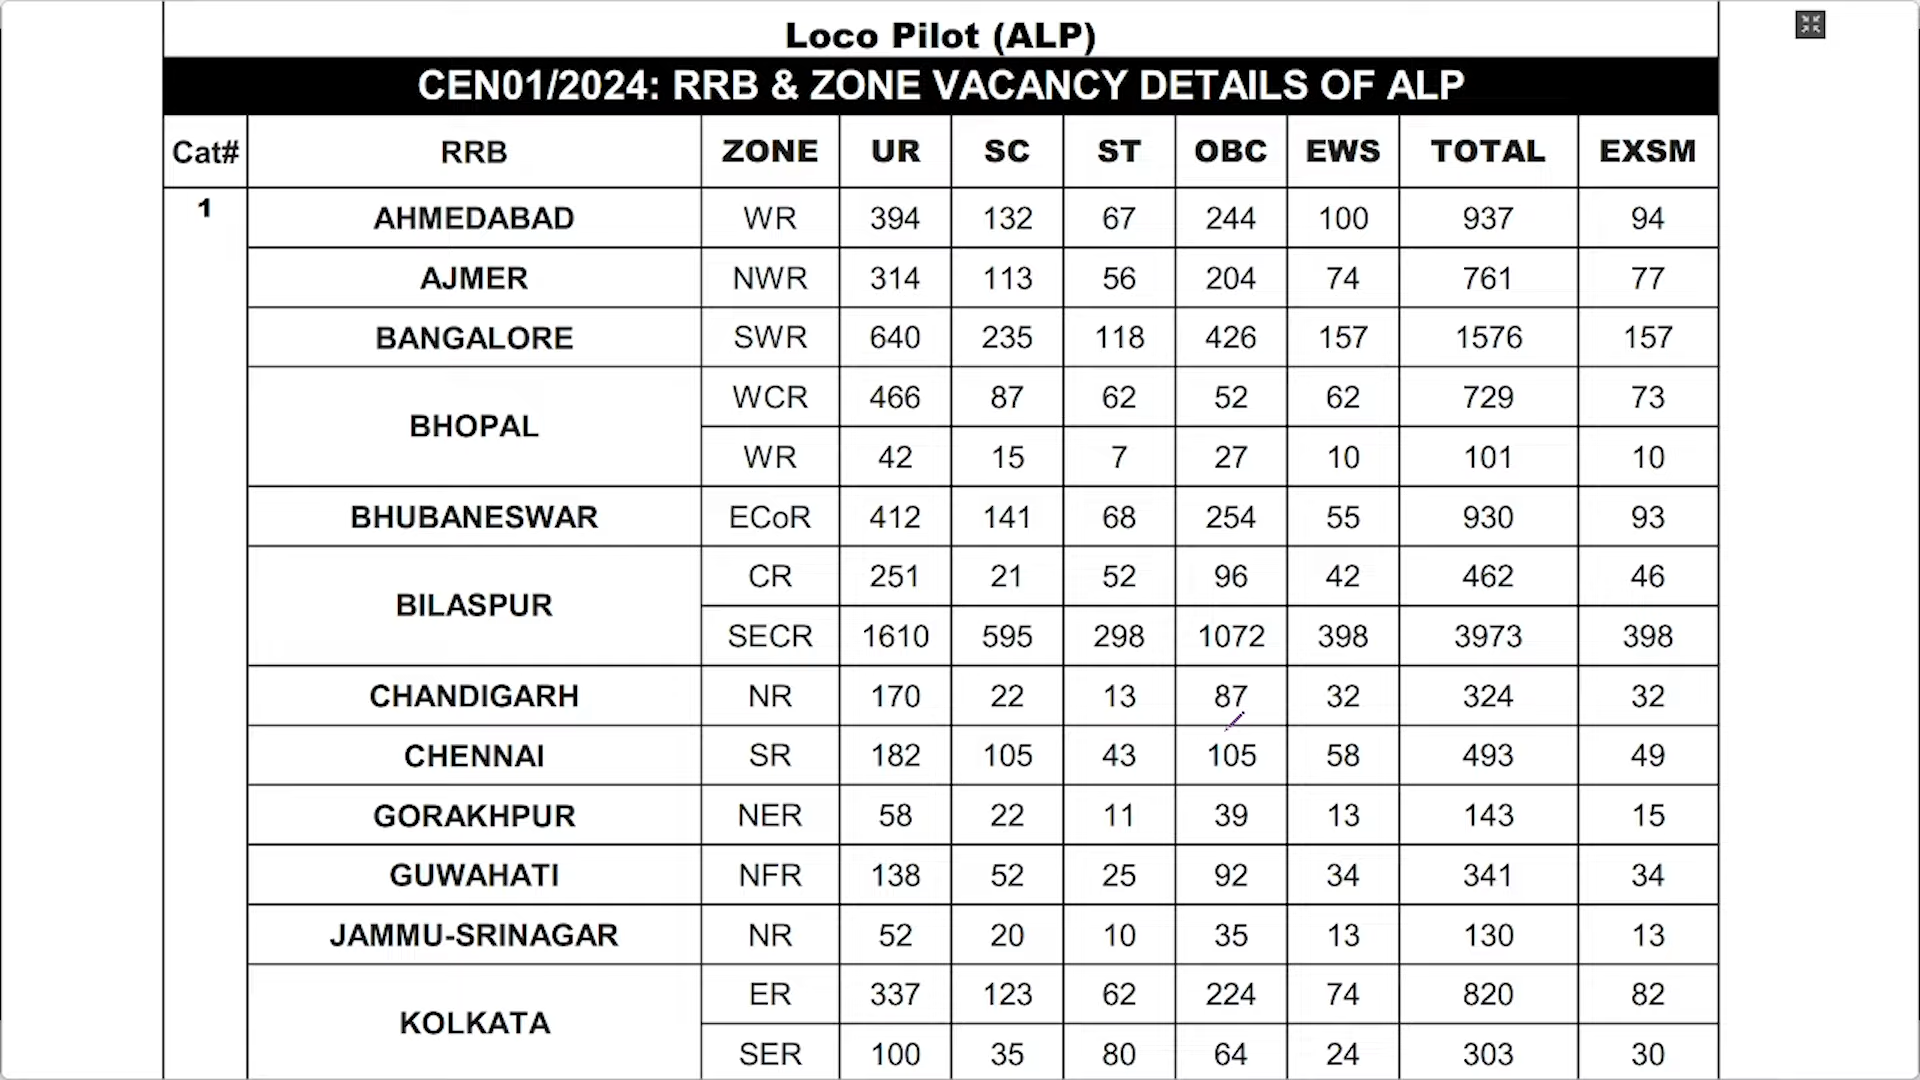 Loco Pilot (ALP)
CEN01/2024: RRB & ZONE VACANCY DETAILS OF ALP
Cat# RRB ZONE UR SC ST OBC EWS TOTAL EXSM
1 AHMEDABAD WR 394 132 67 244 100 937 94
AJMER NWR 314 113 56 204 74 761 77
BANGALORE SWR 640 235 118 426 157 1576 157
BHOPAL WCR 466 87 62 52 62 729 73
WR 42 15 7 27 10 101 10
BHUBANESWAR ECoR 412 141 68 254 55 930 93
BILASPUR CR 251 21 52 96 42 462 46
SECR 1610 595 298 1072 398 3973 398
CHANDIGARH NR 170 22 13 87 32 324 32
CHENNAI SR 182 105 43 105 58 493 49
GORAKHPUR NER 58 22 11 39 13 143 15
GUWAHATI NFR 138 52 25 92 34 341 34
JAMMU-SRINAGAR NR 52 20 10 35 13 130 13
KOLKATA ER 337 123 62 224 74 820 82
SER 100 35 80 64 24 303 30